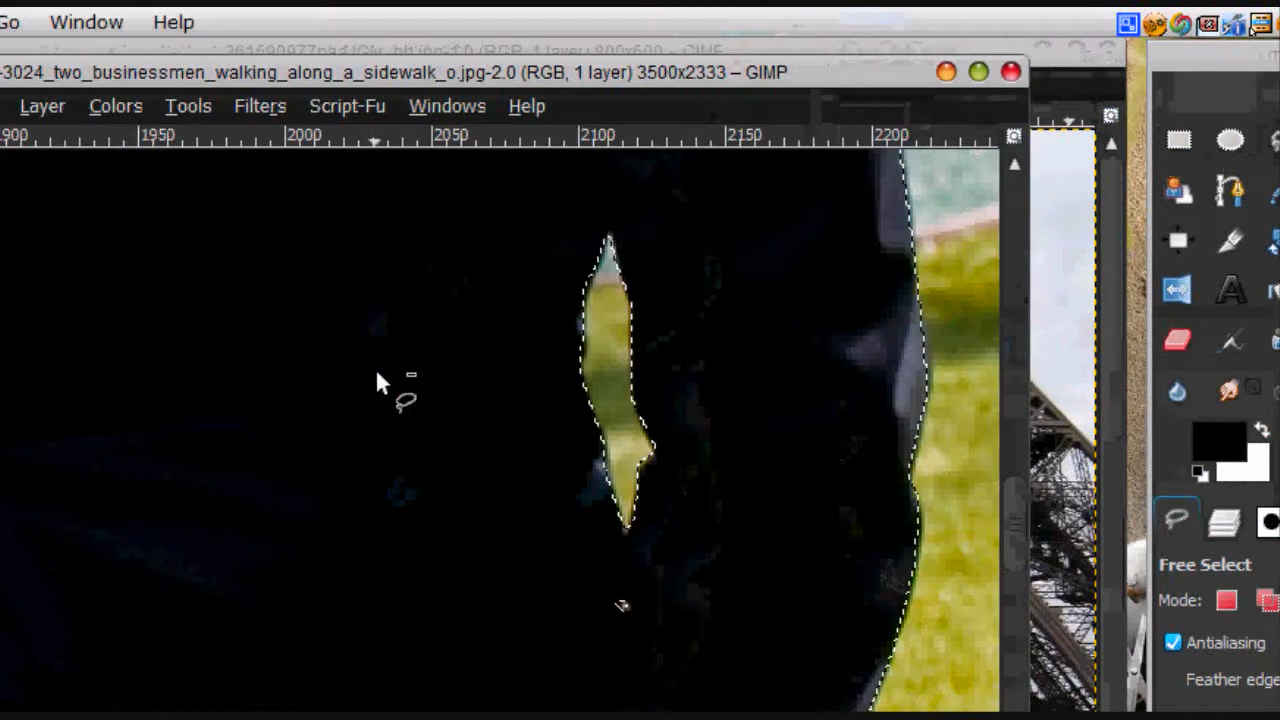 Go Window Help
-3024_two_businessmen_walking_along_a_sidewalk_o.jpg-2.0 (RGB, 1 layer) 3500x2333 – GIMP
Layer Colors Tools Filters Script-Fu Windows Help
1950 2000 2050 2100 2150 2200
Free Select
Mode:
Antialiasing
Feather edge